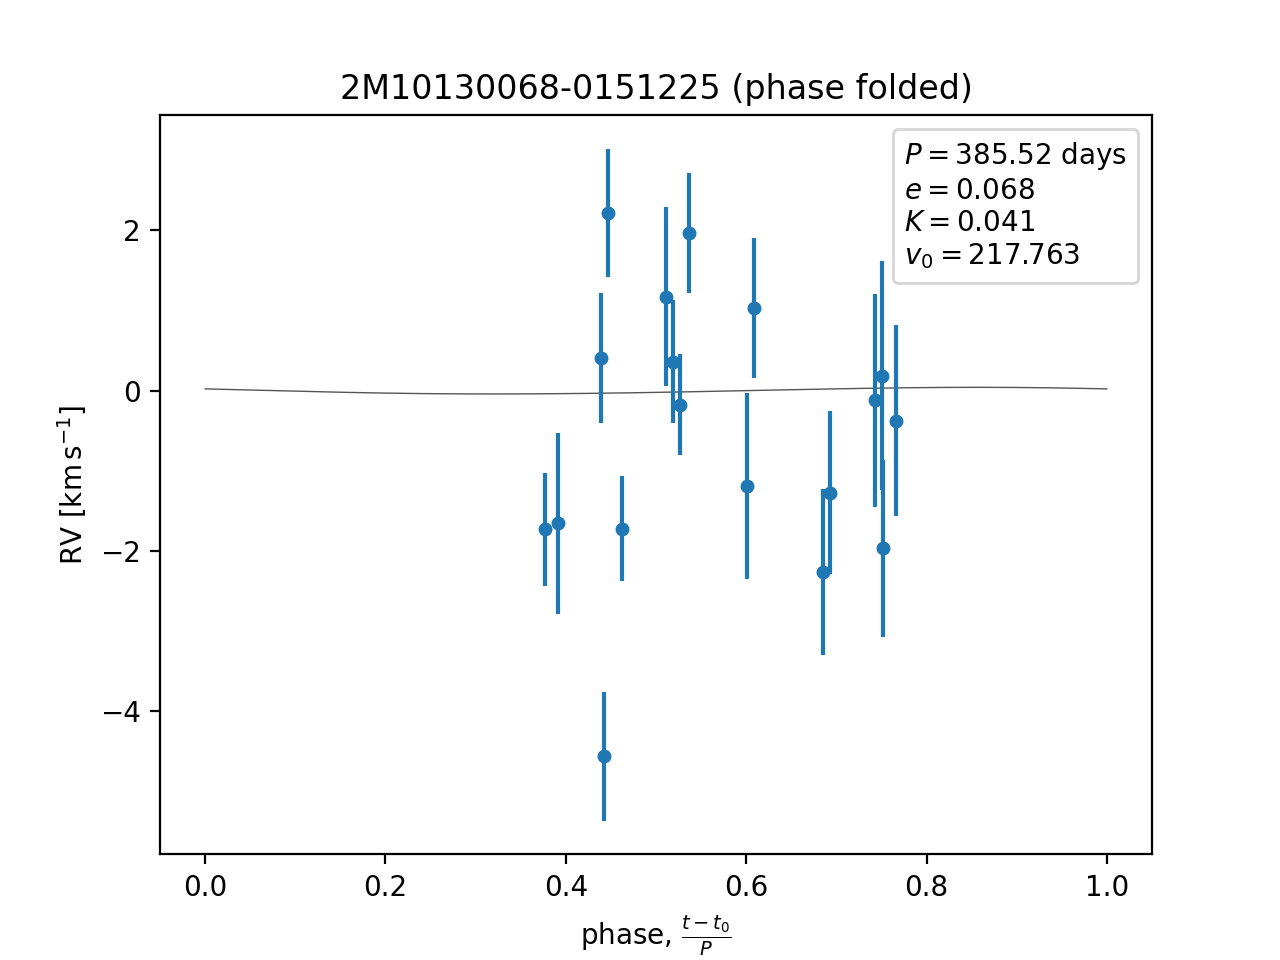 2M10130068-0151225 (phase folded)
P = 385.52 days
e = 0.068
K = 0.041
v₀ = 217.763
2
0
−2
−4
RV [km s⁻¹]
0.0 0.2 0.4 0.6 0.8 1.0
phase, (t − t₀)/P